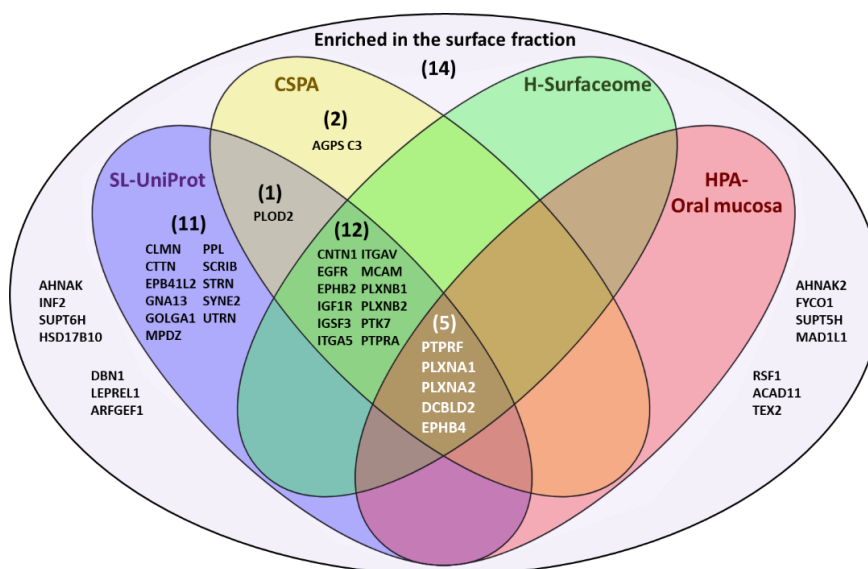 Enriched in the surface fraction
(14)
CSPA
H-Surfaceome
(2)
AGPS C3
SL-UniProt
HPA-
Oral mucosa
(1)
PLOD2
(11)
CLMN PPL
CTTN SCRIB
EPB41L2 STRN
GNA13 SYNE2
GOLGA1 UTRN
MPDZ
(12)
CNTN1 ITGAV
EGFR MCAM
EPHB2 PLXNB1
IGF1R PLXNB2
IGSF3 PTK7
ITGA5 PTPRA
(5)
PTPRF
PLXNA1
PLXNA2
DCBLD2
EPHB4
AHNAK
INF2
SUPT6H
HSD17B10
DBN1
LEPREL1
ARFGEF1
AHNAK2
FYCO1
SUPT5H
MAD1L1
RSF1
ACAD11
TEX2